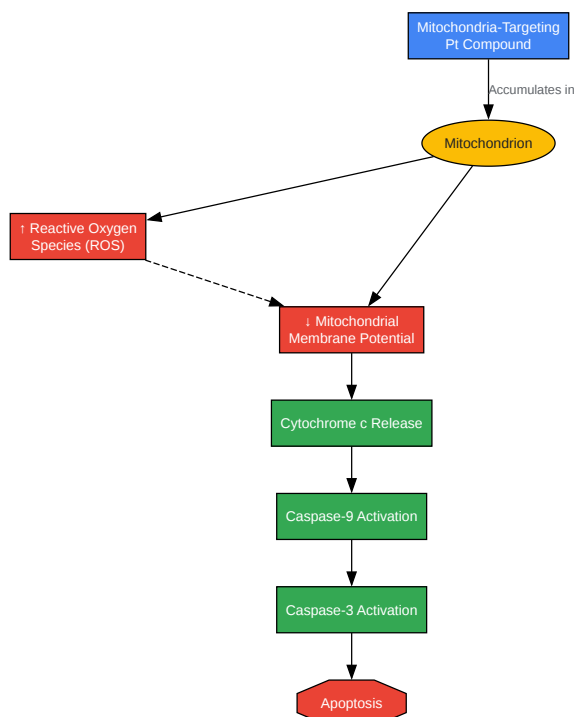 Mitochondria-Targeting
Pt Compound
Accumulates in
Mitochondrion
↑ Reactive Oxygen
Species (ROS)
↓ Mitochondrial
Membrane Potential
Cytochrome c Release
Caspase-9 Activation
Caspase-3 Activation
Apoptosis